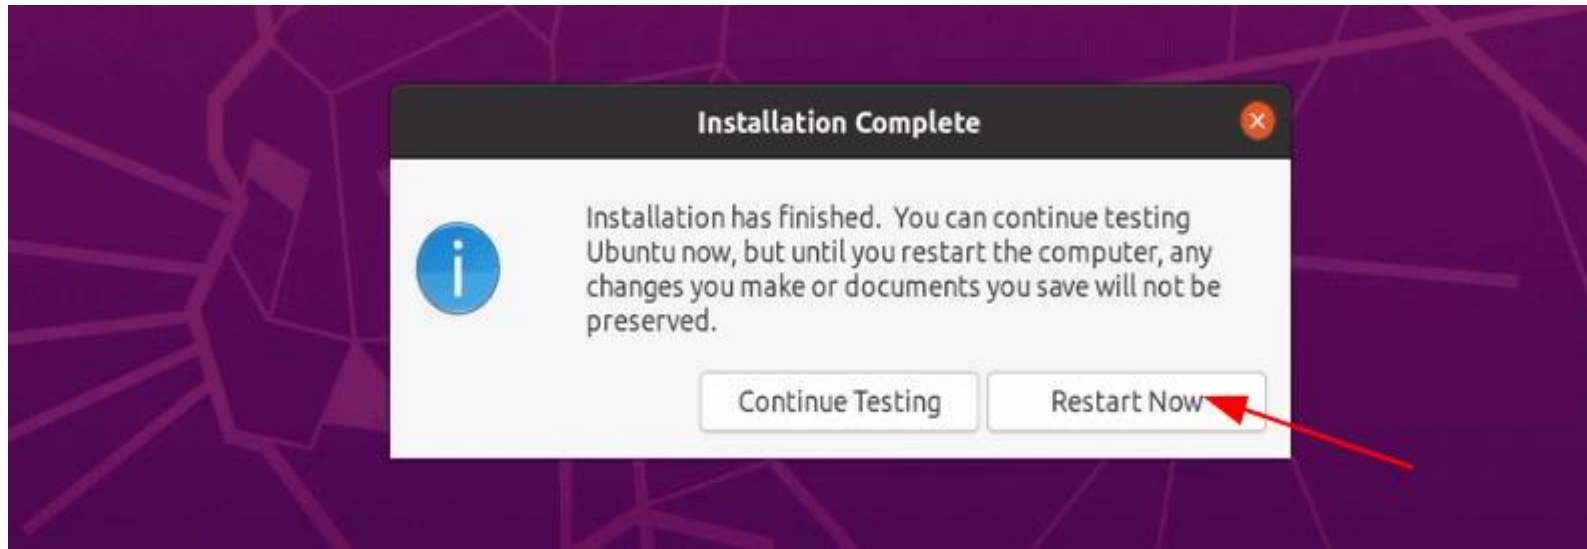 Installation Complete
Installation has finished.  You can continue testing
Ubuntu now, but until you restart the computer, any
changes you make or documents you save will not be
preserved.
Continue Testing
Restart Now